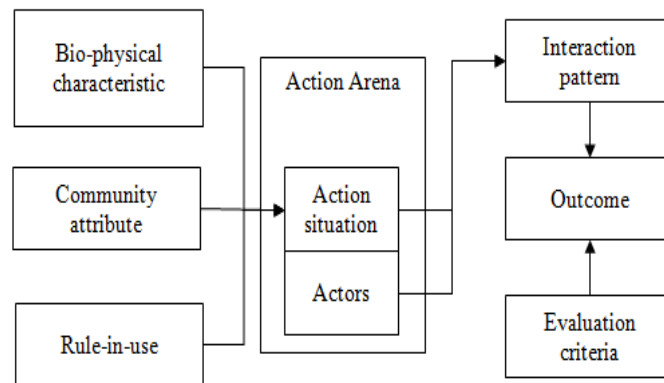 Bio-physical
characteristic
Community
attribute
Rule-in-use
Action Arena
Action
situation
Actors
Interaction
pattern
Outcome
Evaluation
criteria